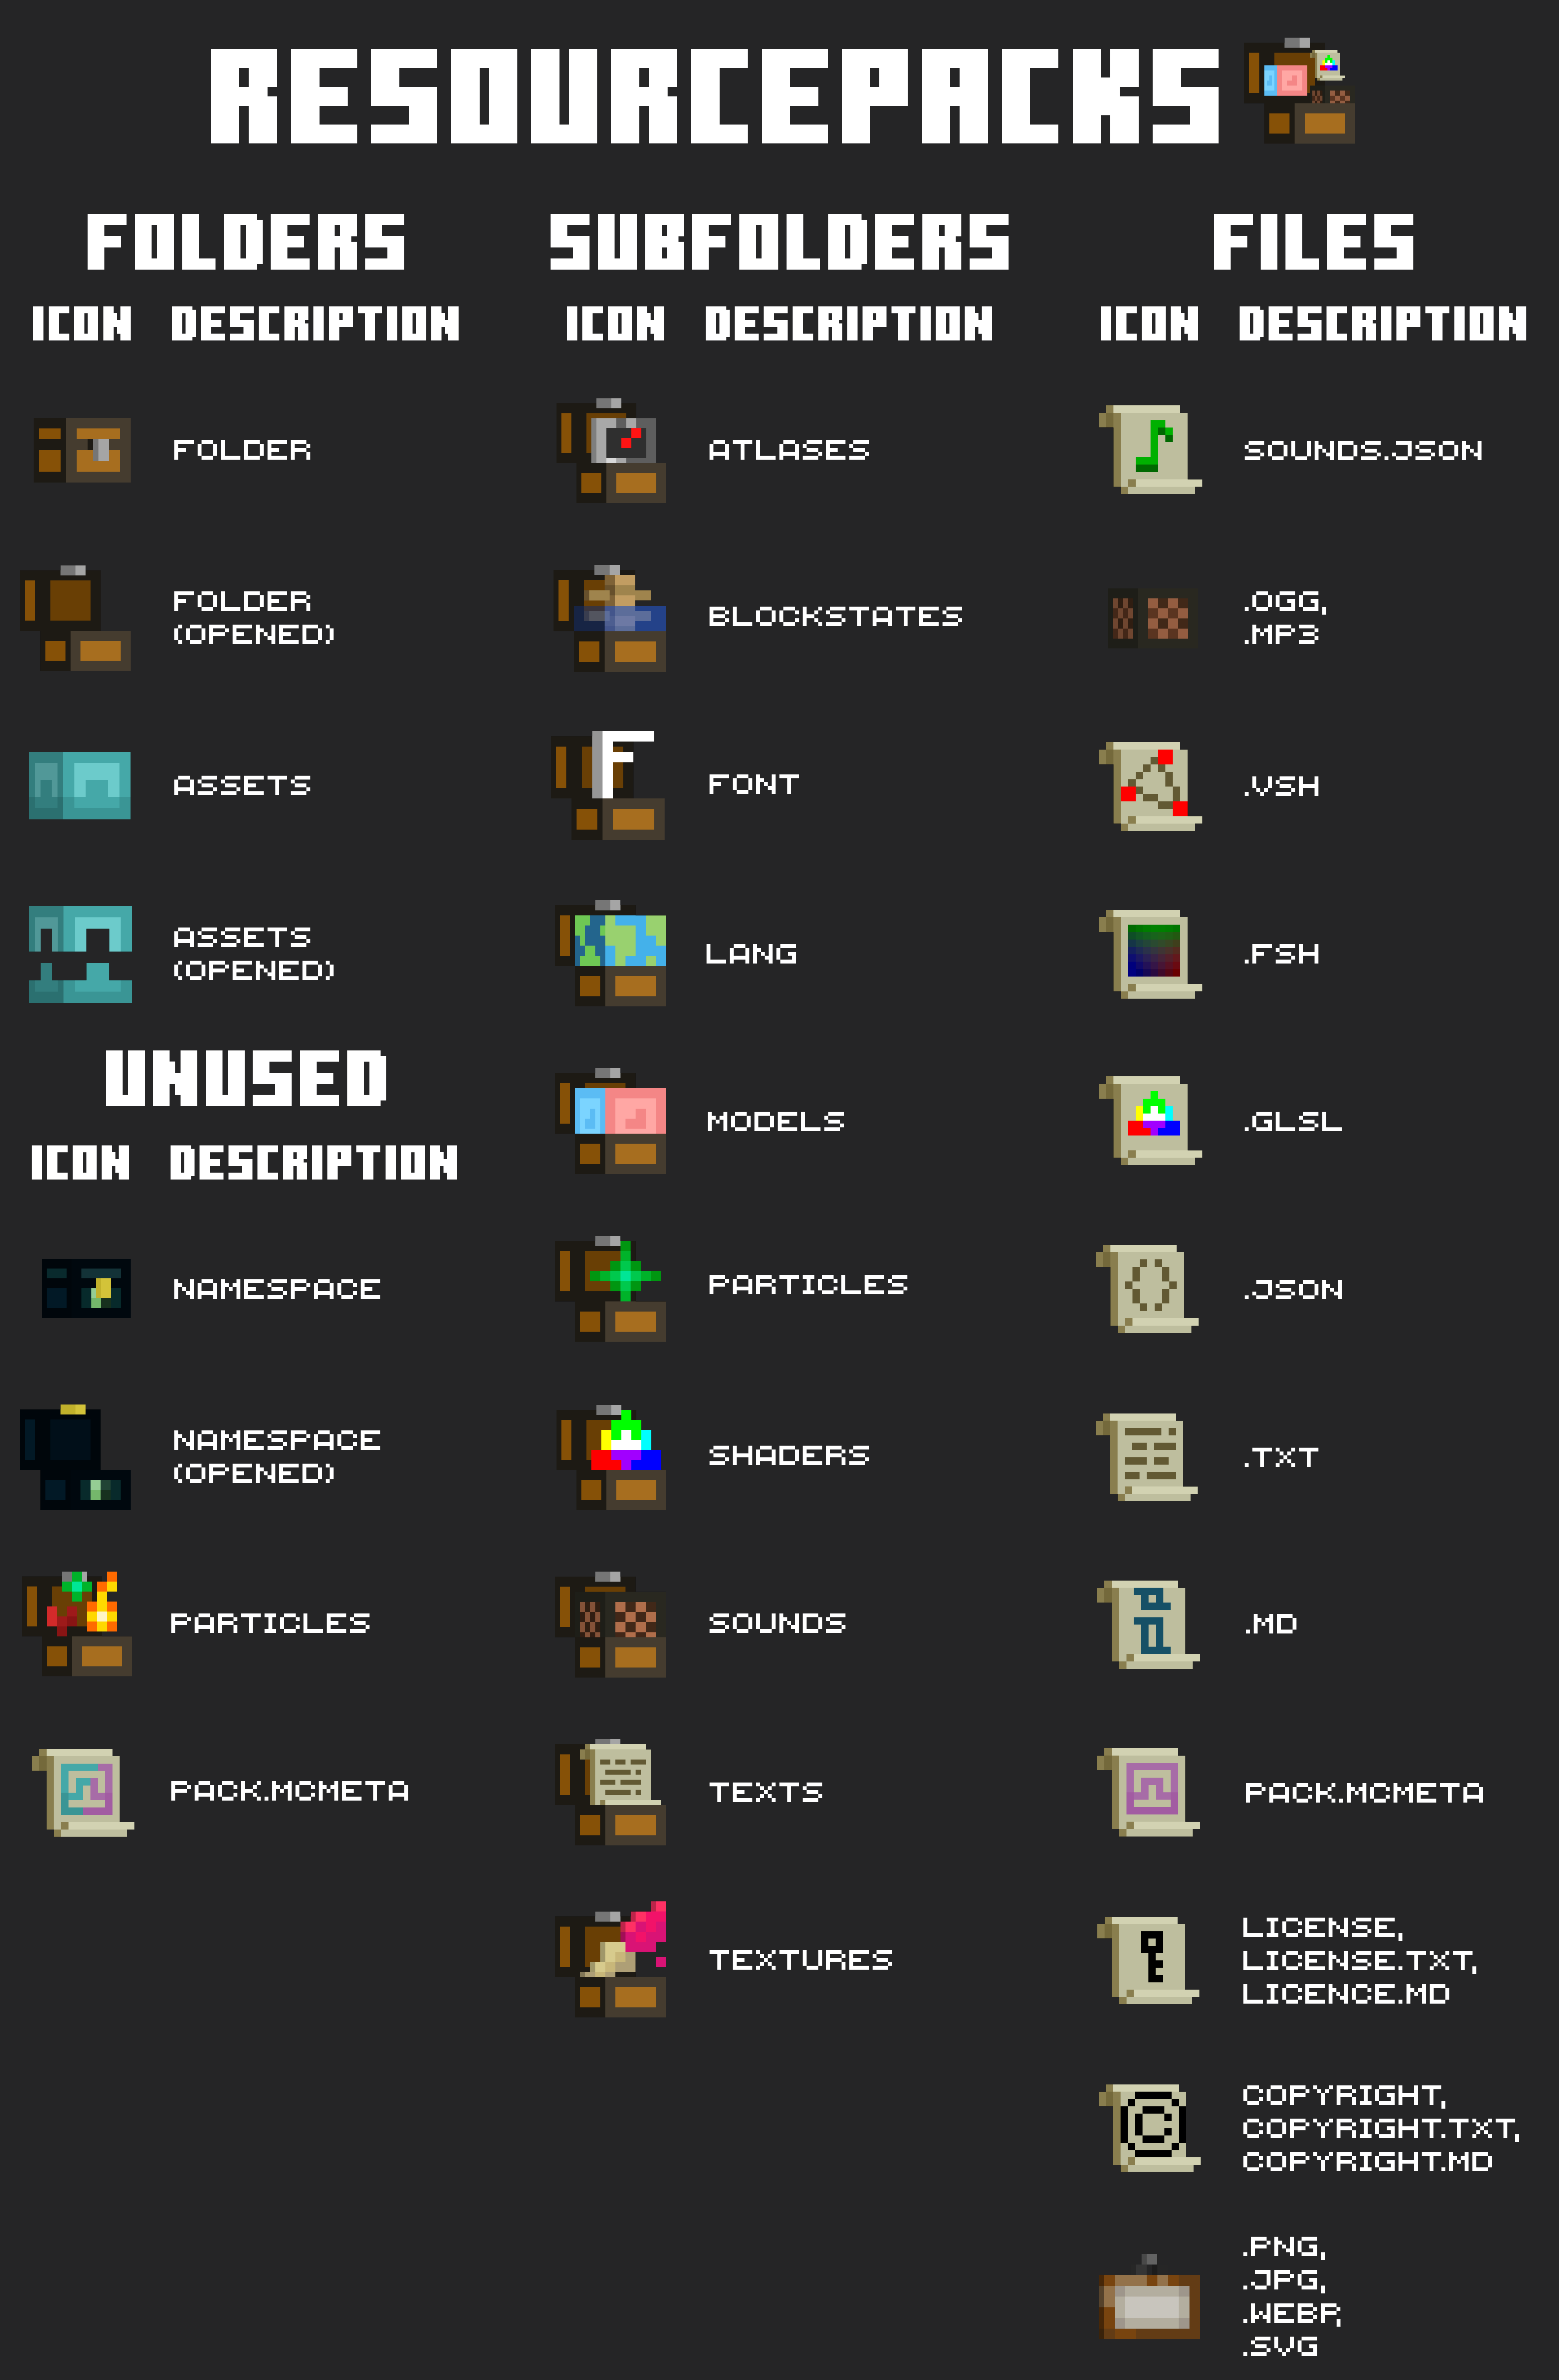 RESOURCEPACKS
FOLDERS
ICON DESCRIPTION
FOLDER
FOLDER
(OPENED)
ASSETS
ASSETS
(OPENED)
UNUSED
ICON DESCRIPTION
NAMESPACE
NAMESPACE
(OPENED)
PARTICLES
PACK.MCMETA
SUBFOLDERS
ICON DESCRIPTION
ATLASES
BLOCKSTATES
F
FONT
LANG
MODELS
PARTICLES
SHADERS
SOUNDS
TEXTS
TEXTURES
FILES
ICON DESCRIPTION
SOUNDS.JSON
.OGG,
.MP3
.VSH
.FSH
.GLSL
.JSON
.TXT
.MD
PACK.MCMETA
LICENSE,
LICENSE.TXT,
LICENCE.MD
©
COPYRIGHT,
COPYRIGHT.TXT,
COPYRIGHT.MD
.PNG,
.JPG,
.WEBP,
.SVG